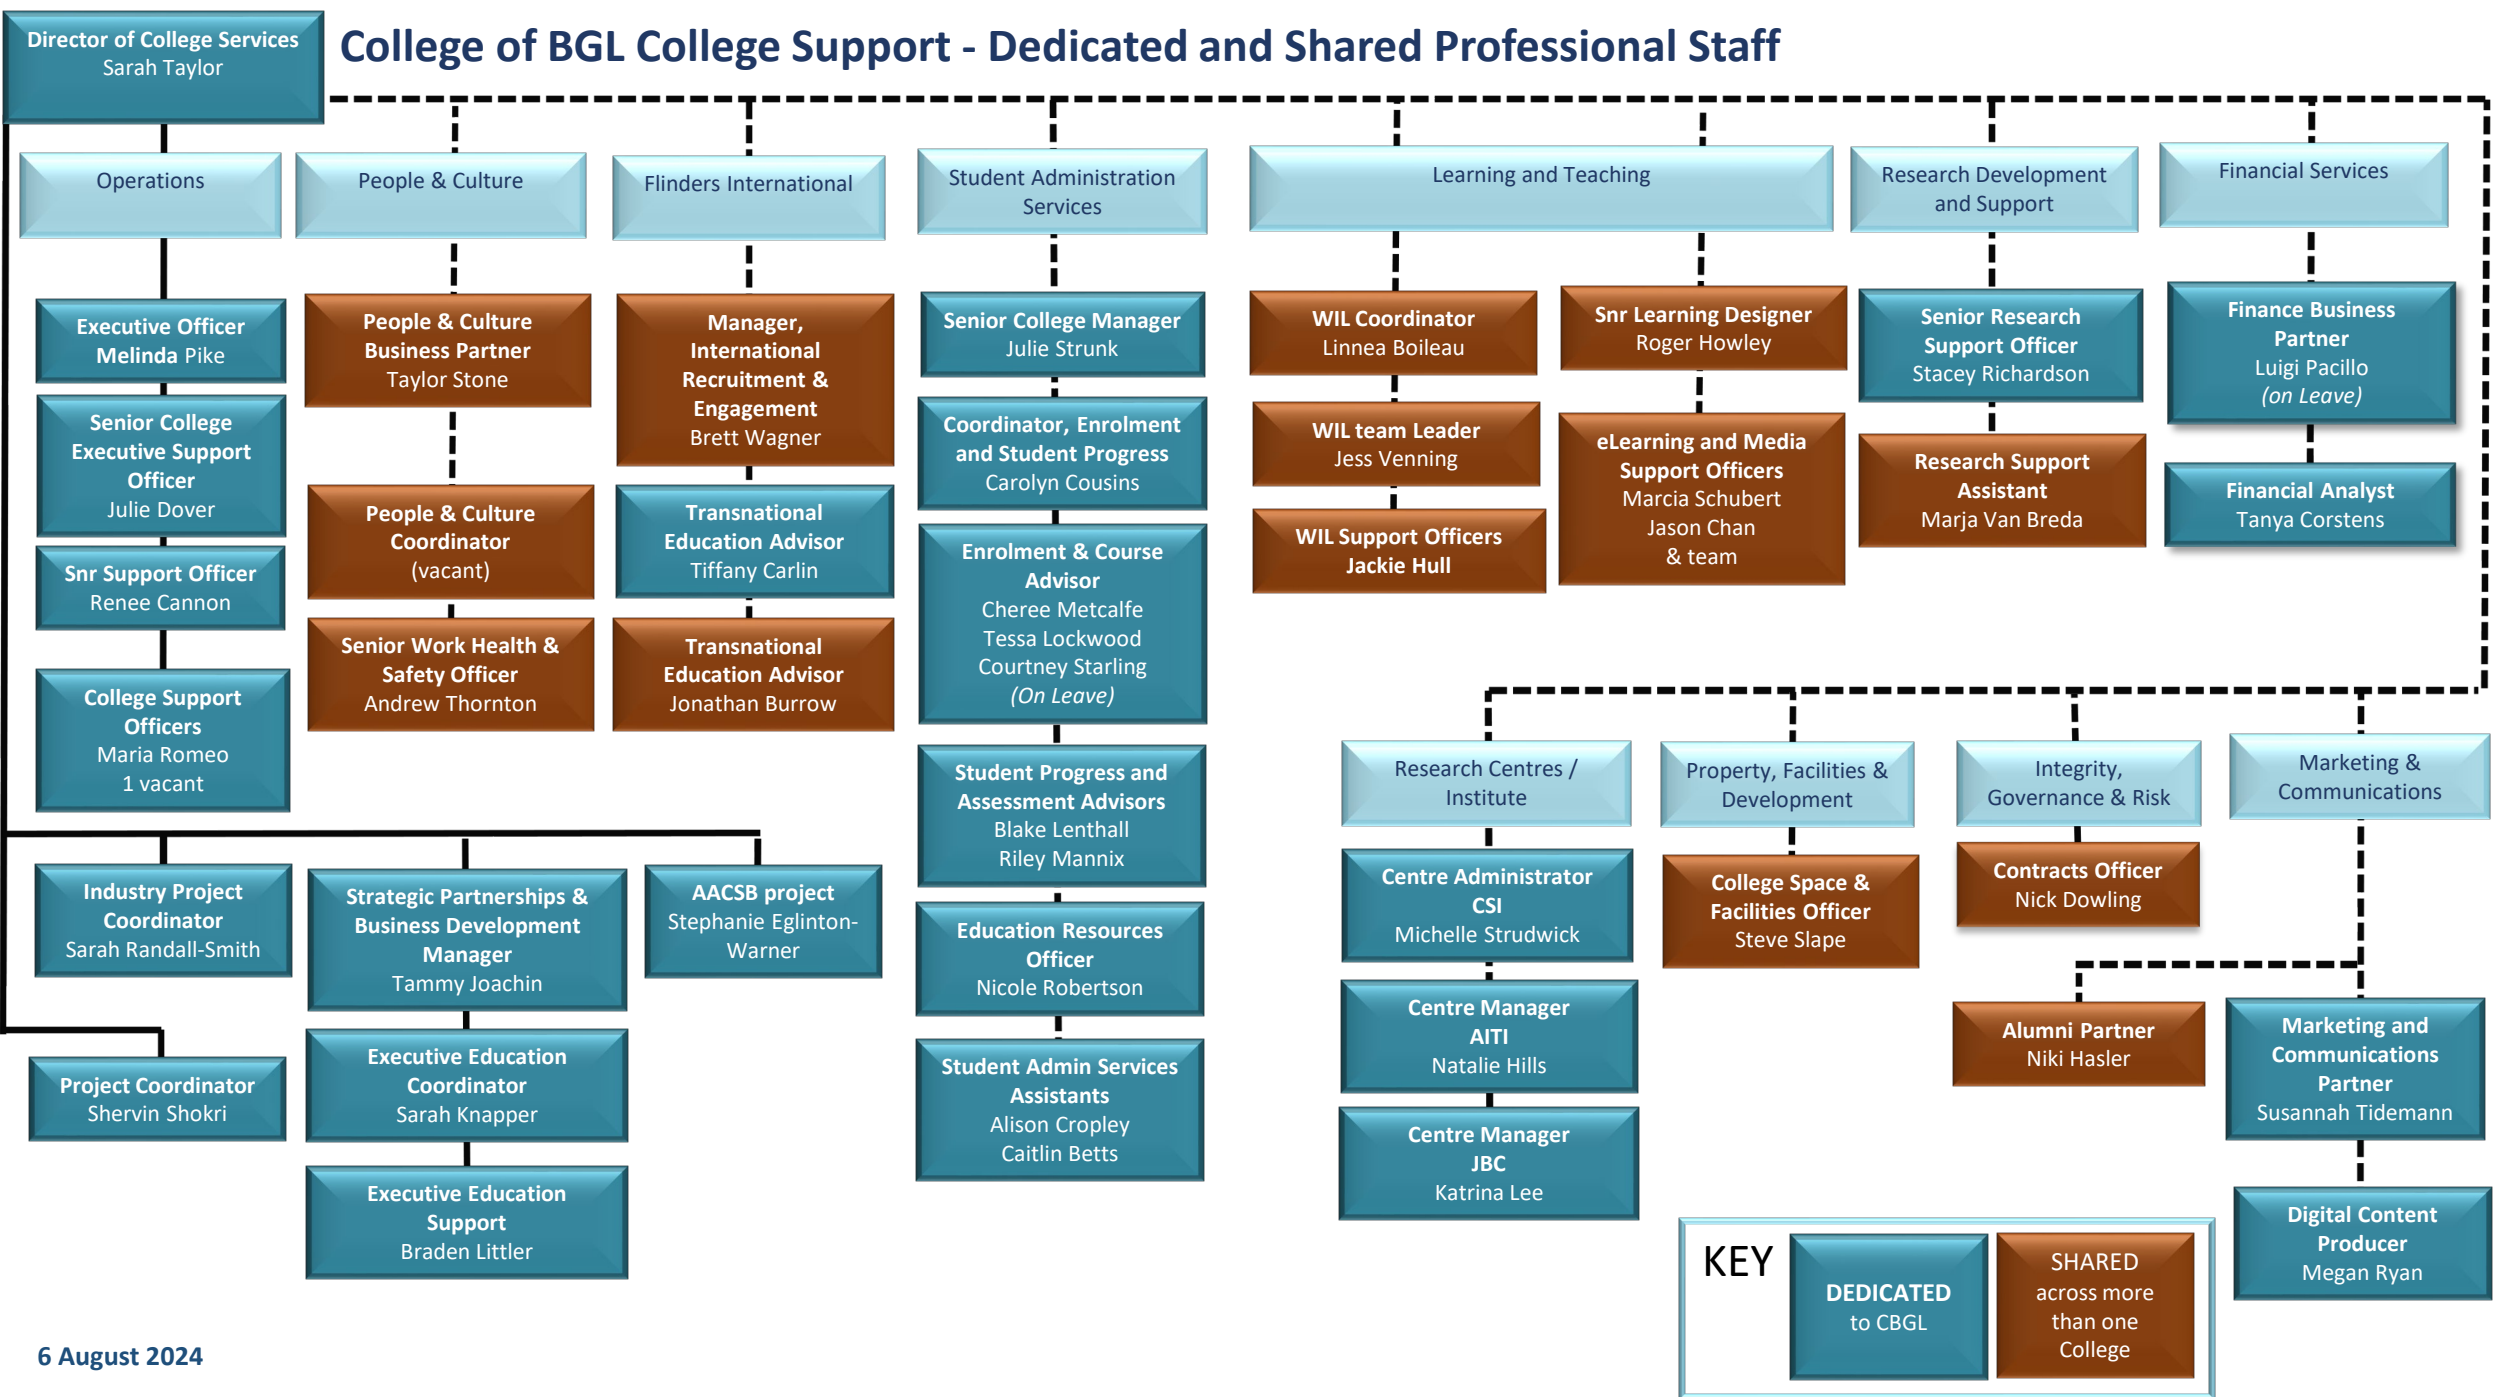 Director of College Services
Sarah Taylor
College of BGL College Support - Dedicated and Shared Professional Staff
Operations
Executive Officer
Melinda Pike
Senior College
Executive Support
Officer
Julie Dover
Snr Support Officer
Renee Cannon
College Support
Officers
Maria Romeo
1 vacant
People & Culture
People & Culture
Business Partner
Taylor Stone
People & Culture
Coordinator
(vacant)
Senior Work Health &
Safety Officer
Andrew Thornton
Flinders International
Manager,
International
Recruitment &
Engagement
Brett Wagner
Transnational
Education Advisor
Tiffany Carlin
Transnational
Education Advisor
Jonathan Burrow
Student Administration
Services
Senior College Manager
Julie Strunk
Coordinator, Enrolment
and Student Progress
Carolyn Cousins
Enrolment & Course
Advisor
Cheree Metcalfe
Tessa Lockwood
Courtney Starling
(On Leave)
Student Progress and
Assessment Advisors
Blake Lenthall
Riley Mannix
Education Resources
Officer
Nicole Robertson
Student Admin Services
Assistants
Alison Cropley
Caitlin Betts
Learning and Teaching
WIL Coordinator
Linnea Boileau
WIL team Leader
Jess Venning
WIL Support Officers
Jackie Hull
Snr Learning Designer
Roger Howley
eLearning and Media
Support Officers
Marcia Schubert
Jason Chan
& team
Research Development
and Support
Senior Research
Support Officer
Stacey Richardson
Research Support
Assistant
Marja Van Breda
Financial Services
Finance Business
Partner
Luigi Pacillo
(on Leave)
Financial Analyst
Tanya Corstens
Industry Project
Coordinator
Sarah Randall-Smith
Strategic Partnerships &
Business Development
Manager
Tammy Joachin
AACSB project
Stephanie Eglinton-
Warner
Project Coordinator
Shervin Shokri
Executive Education
Coordinator
Sarah Knapper
Executive Education
Support
Braden Littler
Research Centres /
Institute
Centre Administrator
CSI
Michelle Strudwick
Centre Manager
AITI
Natalie Hills
Centre Manager
JBC
Katrina Lee
Property, Facilities &
Development
College Space &
Facilities Officer
Steve Slape
Integrity,
Governance & Risk
Contracts Officer
Nick Dowling
Marketing &
Communications
Alumni Partner
Niki Hasler
Marketing and
Communications
Partner
Susannah Tidemann
Digital Content
Producer
Megan Ryan
KEY
DEDICATED
to CBGL
SHARED
across more
than one
College
6 August 2024